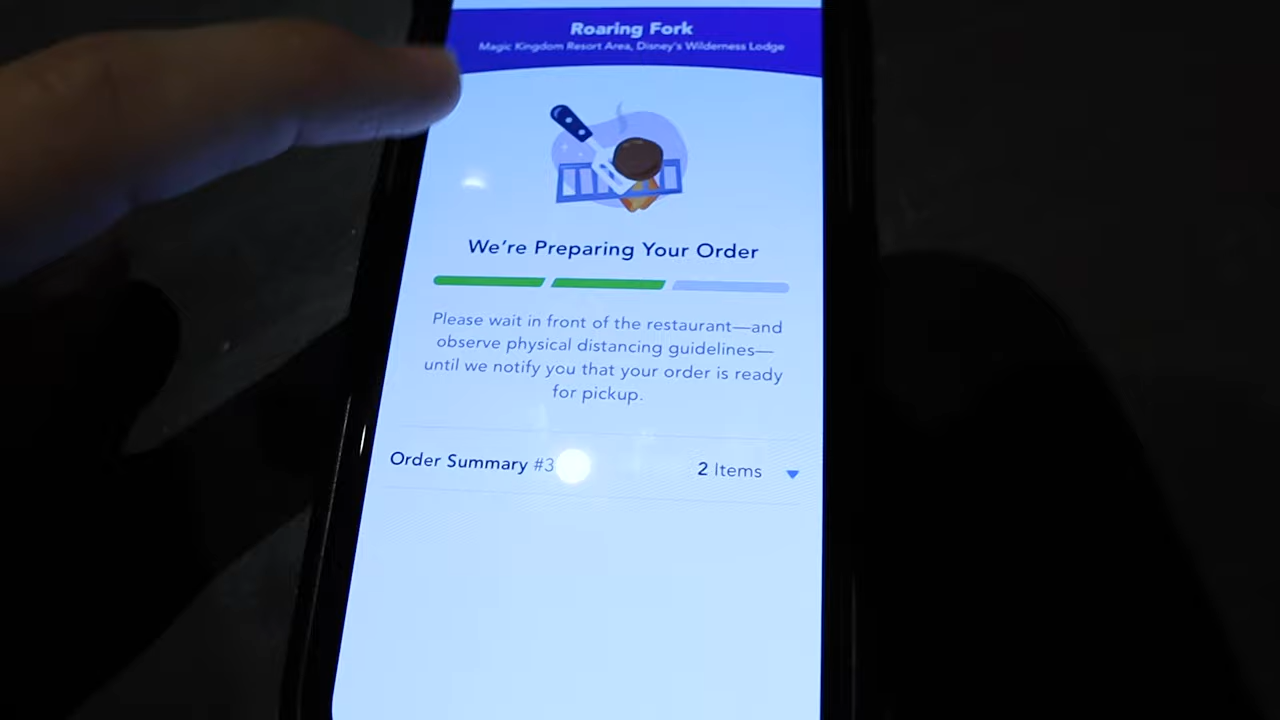 Roaring Fork
Magic Kingdom Resort Area, Disney's Wilderness Lodge
We're Preparing Your Order
Please wait in front of the restaurant—and
observe physical distancing guidelines—
until we notify you that your order is ready
for pickup.
Order Summary #3
2 Items